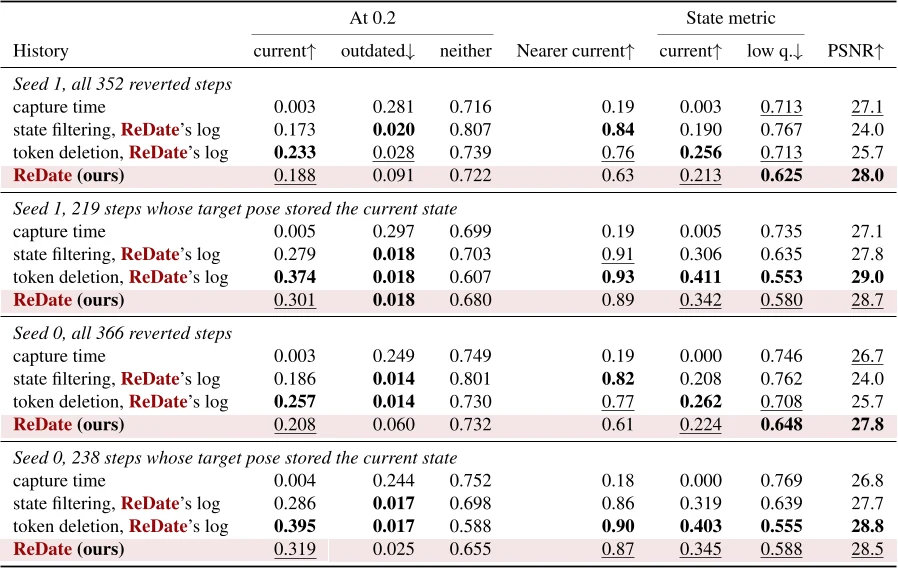 At 0.2 State metric
History current↑ outdated↓ neither Nearer current↑ current↑ low q.↓ PSNR↑
Seed 1, all 352 reverted steps
capture time 0.003 0.281 0.716 0.19 0.003 0.713 27.1
state filtering, ReDate's log 0.173 0.020 0.807 0.84 0.190 0.767 24.0
token deletion, ReDate's log 0.233 0.028 0.739 0.76 0.256 0.713 25.7
ReDate (ours) 0.188 0.091 0.722 0.63 0.213 0.625 28.0
Seed 1, 219 steps whose target pose stored the current state
capture time 0.005 0.297 0.699 0.19 0.005 0.735 27.1
state filtering, ReDate's log 0.279 0.018 0.703 0.91 0.306 0.635 27.8
token deletion, ReDate's log 0.374 0.018 0.607 0.93 0.411 0.553 29.0
ReDate (ours) 0.301 0.018 0.680 0.89 0.342 0.580 28.7
Seed 0, all 366 reverted steps
capture time 0.003 0.249 0.749 0.19 0.000 0.746 26.7
state filtering, ReDate's log 0.186 0.014 0.801 0.82 0.208 0.762 24.0
token deletion, ReDate's log 0.257 0.014 0.730 0.77 0.262 0.708 25.7
ReDate (ours) 0.208 0.060 0.732 0.61 0.224 0.648 27.8
Seed 0, 238 steps whose target pose stored the current state
capture time 0.004 0.244 0.752 0.18 0.000 0.769 26.8
state filtering, ReDate's log 0.286 0.017 0.698 0.86 0.319 0.639 27.7
token deletion, ReDate's log 0.395 0.017 0.588 0.90 0.403 0.555 28.8
ReDate (ours) 0.319 0.025 0.655 0.87 0.345 0.588 28.5